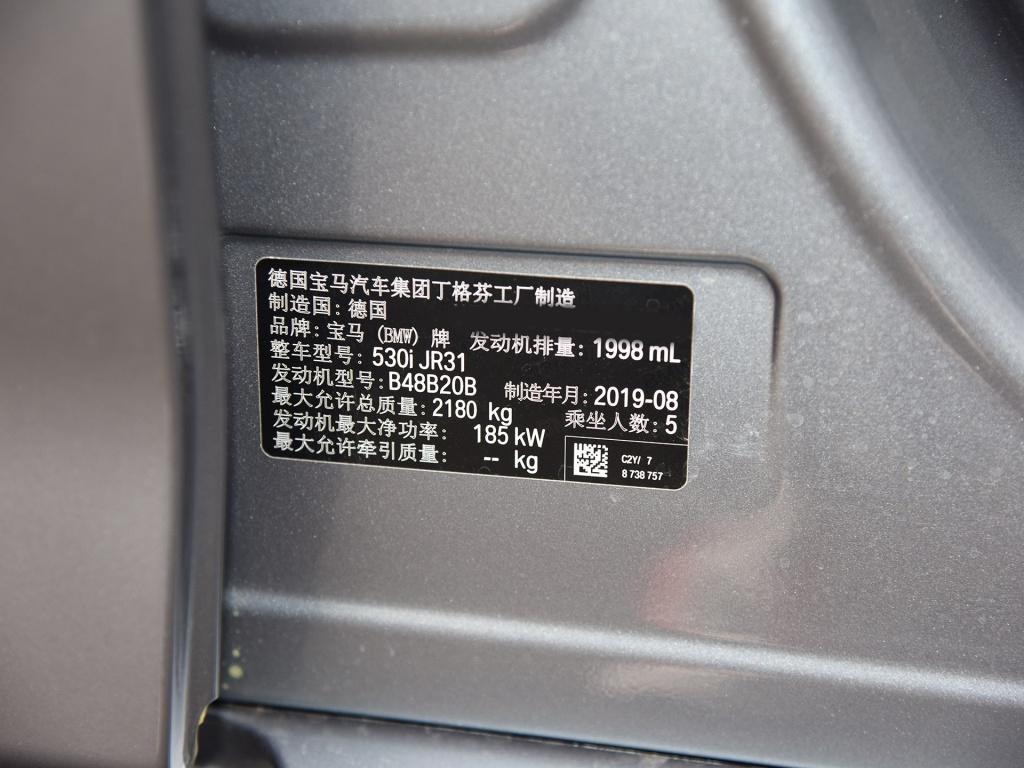 德国宝马汽车集团丁格芬工厂制造
制造国: 德国
品牌: 宝马 (BMW) 牌 发动机排量: 1998 mL
整车型号: 530i JR31
发动机型号: B48B20B 制造年月: 2019-08
最大允许总质量: 2180 kg 乘坐人数: 5
发动机最大净功率: 185 kW
最大允许牵引质量: -- kg
C2Y/ 7
8 738 757